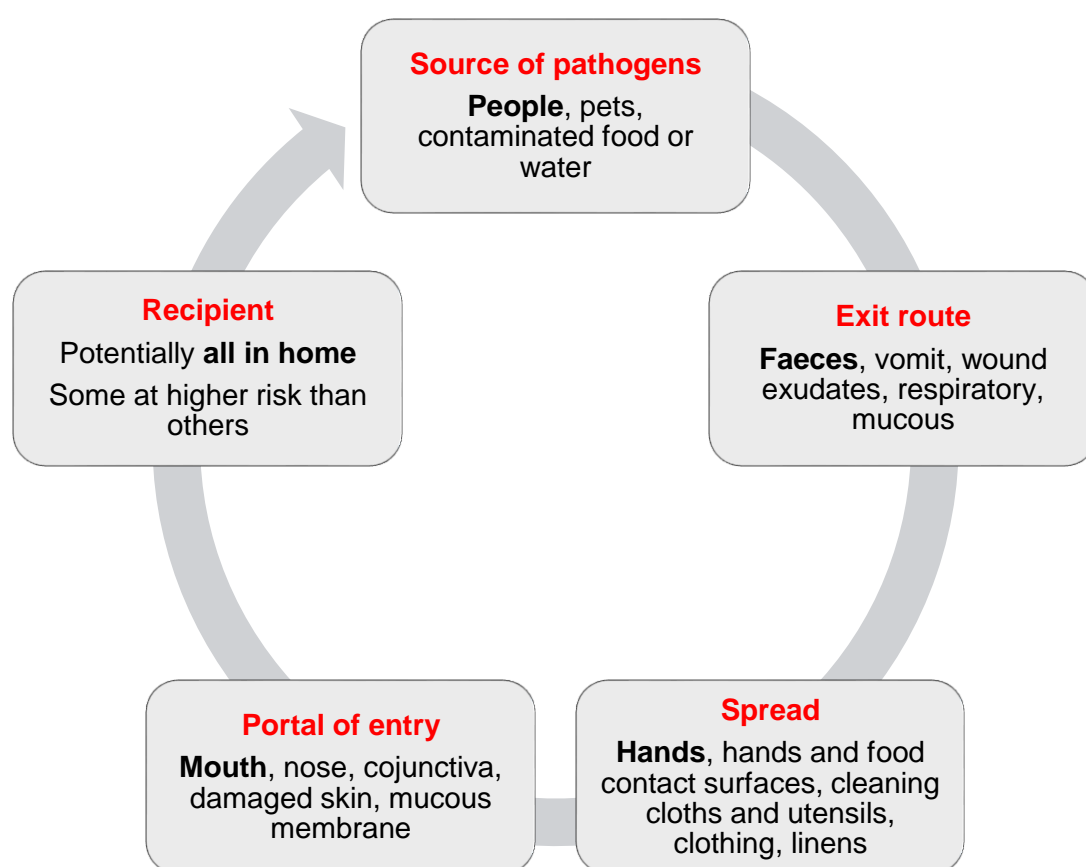 Source of pathogens
People, pets,
contaminated food or
water
Exit route
Faeces, vomit, wound
exudates, respiratory,
mucous
Spread
Hands, hands and food
contact surfaces, cleaning
cloths and utensils,
clothing, linens
Portal of entry
Mouth, nose, cojunctiva,
damaged skin, mucous
membrane
Recipient
Potentially all in home
Some at higher risk than
others